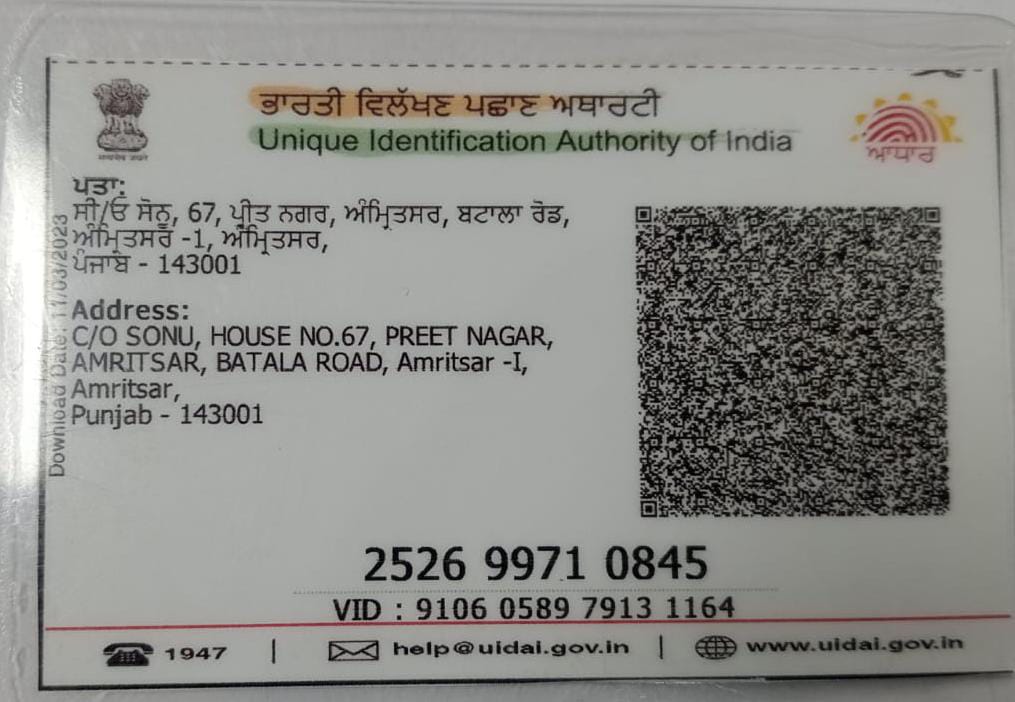 ਭਾਰਤੀ ਵਿਲੱਖਣ ਪਛਾਣ ਅਥਾਰਟੀ
Unique Identification Authority of India
ਆਧਾਰ
ਪਤਾ:
ਸੀ/ਓ ਸੋਨੂ, 67, ਪ੍ਰੀਤ ਨਗਰ, ਅੰਮ੍ਰਿਤਸਰ, ਬਟਾਲਾ ਰੋਡ,
ਅੰਮ੍ਰਿਤਸਰ -1, ਅੰਮ੍ਰਿਤਸਰ,
ਪੰਜਾਬ - 143001
Address:
C/O SONU, HOUSE NO.67, PREET NAGAR,
AMRITSAR, BATALA ROAD, Amritsar -I,
Amritsar,
Punjab - 143001
Download Date: 11/03/2023
2526 9971 0845
VID : 9106 0589 7913 1164
1947 | help@uidai.gov.in | www.uidai.gov.in